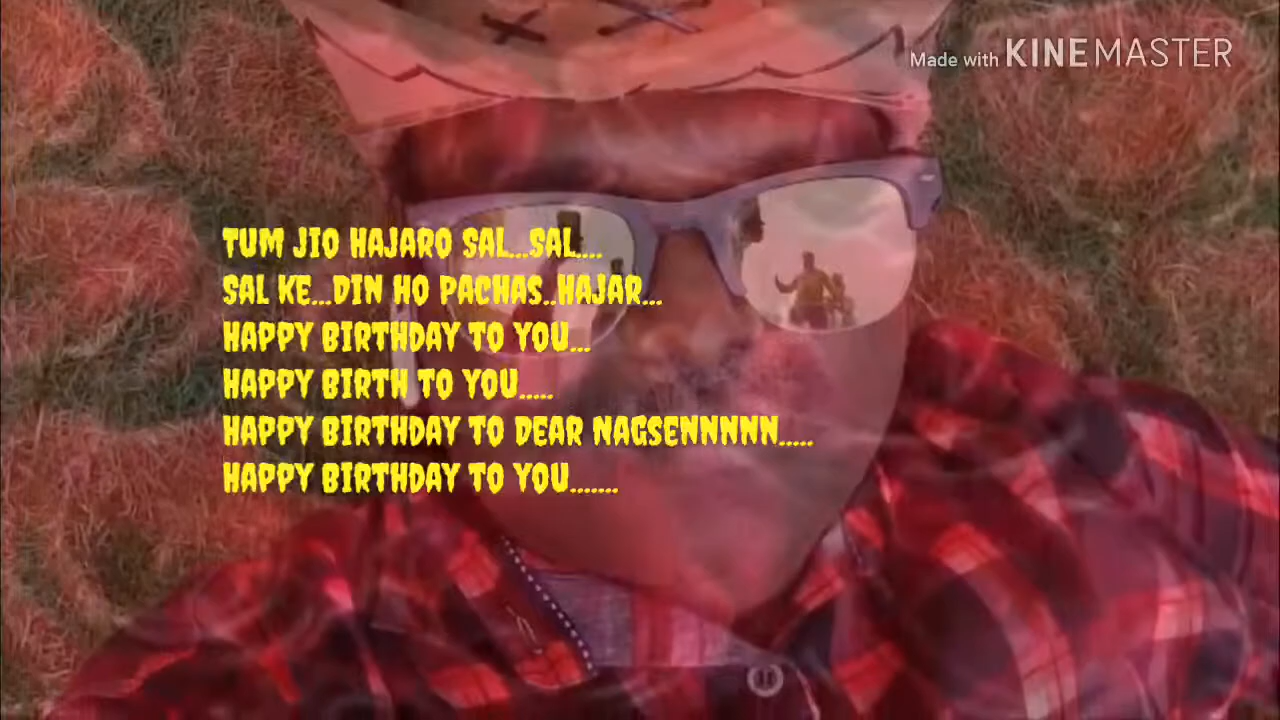 Made with KINEMASTER
TUM JIO HAJARO SAL...SAL....
SAL KE...DIN HO PACHAS..HAJAR...
HAPPY BIRTHDAY TO YOU...
HAPPY BIRTH TO YOU.....
HAPPY BIRTHDAY TO DEAR NAGSENNNNN.....
HAPPY BIRTHDAY TO YOU.......